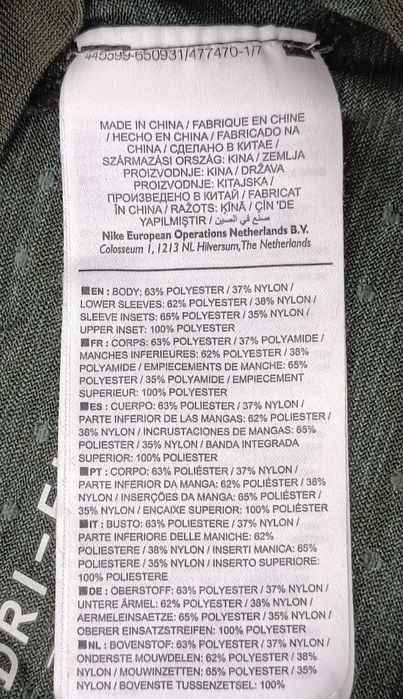 445599-650931/477470-1/7
MADE IN CHINA / FABRIQUE EN CHINE
/ HECHO EN CHINA / FABRICADO NA
CHINA / СДЕЛАНО В КИТАЕ /
SZÁRMAZÁSI ORSZÁG: KINA / ZEMLJA
PROIZVODNJE: KINA / DRŽAVA
PROIZVODNJE: KITAJSKA /
ПРОИЗВЕДЕНО В КИТАЙ / FABRICAT
ÎN CHINA / RAŽOTS: ĶĪNĀ / ÇİN 'DE
YAPILMIŞTIR / صنع في الصين
Nike European Operations Netherlands B.V.
Colosseum 1, 1213 NL Hilversum, The Netherlands
EN : BODY: 63% POLYESTER / 37% NYLON /
LOWER SLEEVES: 62% POLYESTER / 38% NYLON /
SLEEVE INSETS: 65% POLYESTER / 35% NYLON /
UPPER INSET: 100% POLYESTER
FR : CORPS: 63% POLYESTER / 37% POLYAMIDE /
MANCHES INFERIEURES: 62% POLYESTER / 38%
POLYAMIDE / EMPIECEMENTS DE MANCHE: 65%
POLYESTER / 35% POLYAMIDE / EMPIECEMENT
SUPERIEUR: 100% POLYESTER
ES : CUERPO: 63% POLIESTER / 37% NYLON /
PARTE INFERIOR DE LAS MANGAS: 62% POLIESTER /
38% NYLON / INCRUSTACIONES DE MANGAS: 65%
POLIESTER / 35% NYLON / BANDA INTEGRADA
SUPERIOR: 100% POLIESTER
PT : CORPO: 63% POLIÉSTER / 37% NYLON /
PARTE INFERIOR DA MANGA: 62% POLIÉSTER / 38%
NYLON / INSERÇÕES DA MANGA: 65% POLIÉSTER /
35% NYLON / ENCAIXE SUPERIOR: 100% POLIÉSTER
IT : BUSTO: 63% POLIESTERE / 37% NYLON /
PARTE INFERIORE DELLE MANICHE: 62%
POLIESTERE / 38% NYLON / INSERTI MANICA: 65%
POLIESTERE / 35% NYLON / INSERTO SUPERIORE:
100% POLIESTERE
DE : OBERSTOFF: 63% POLYESTER / 37% NYLON /
UNTERE ÄRMEL: 62% POLYESTER / 38% NYLON /
AERMELEINSAETZE: 65% POLYESTER / 35% NYLON /
OBERER EINSATZSTREIFEN: 100% POLYESTER
NL : BOVENSTOF: 63% POLYESTER / 37% NYLON /
ONDERSTE MOUWDELEN: 62% POLYESTER / 38%
NYLON / MOUWINZETTEN: 65% POLYESTER / 35%
NYLON / BOVENSTE TUSSENZETSEL: 100%
DRI-F